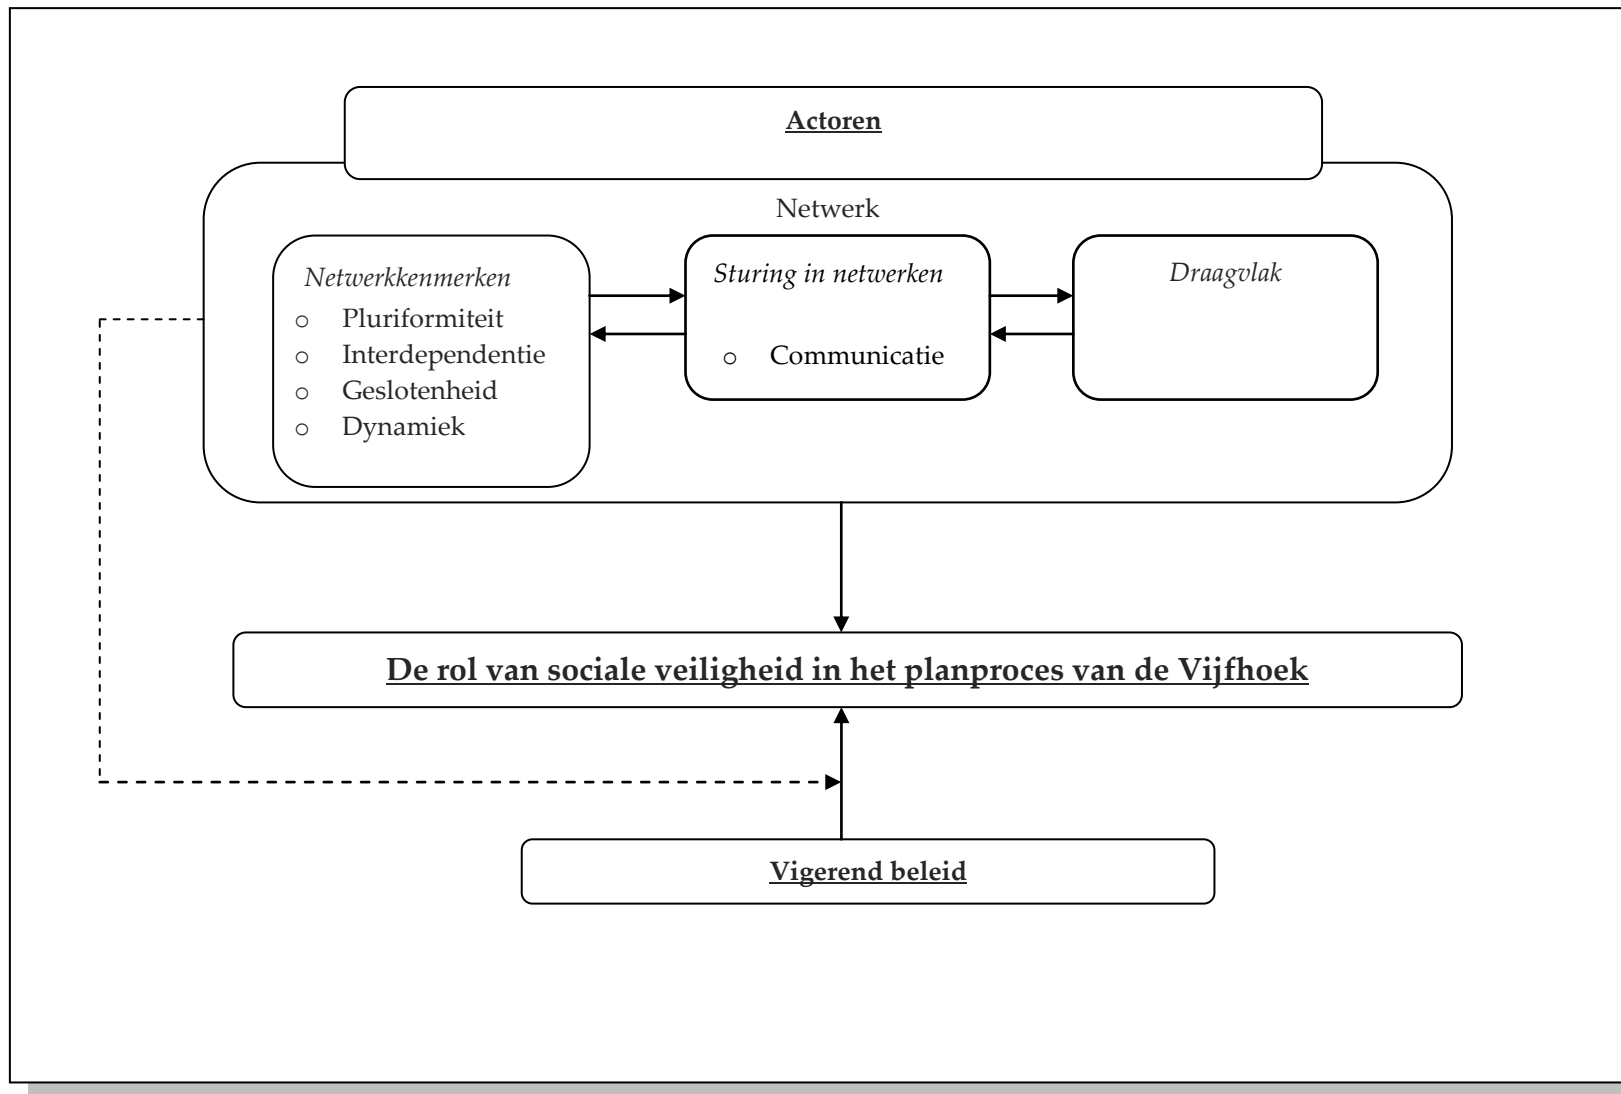 Actoren
Netwerk
Netwerkkenmerken
o Pluriformiteit
o Interdependentie
o Geslotenheid
o Dynamiek
Sturing in netwerken
o Communicatie
Draagvlak
De rol van sociale veiligheid in het planproces van de Vijfhoek
Vigerend beleid